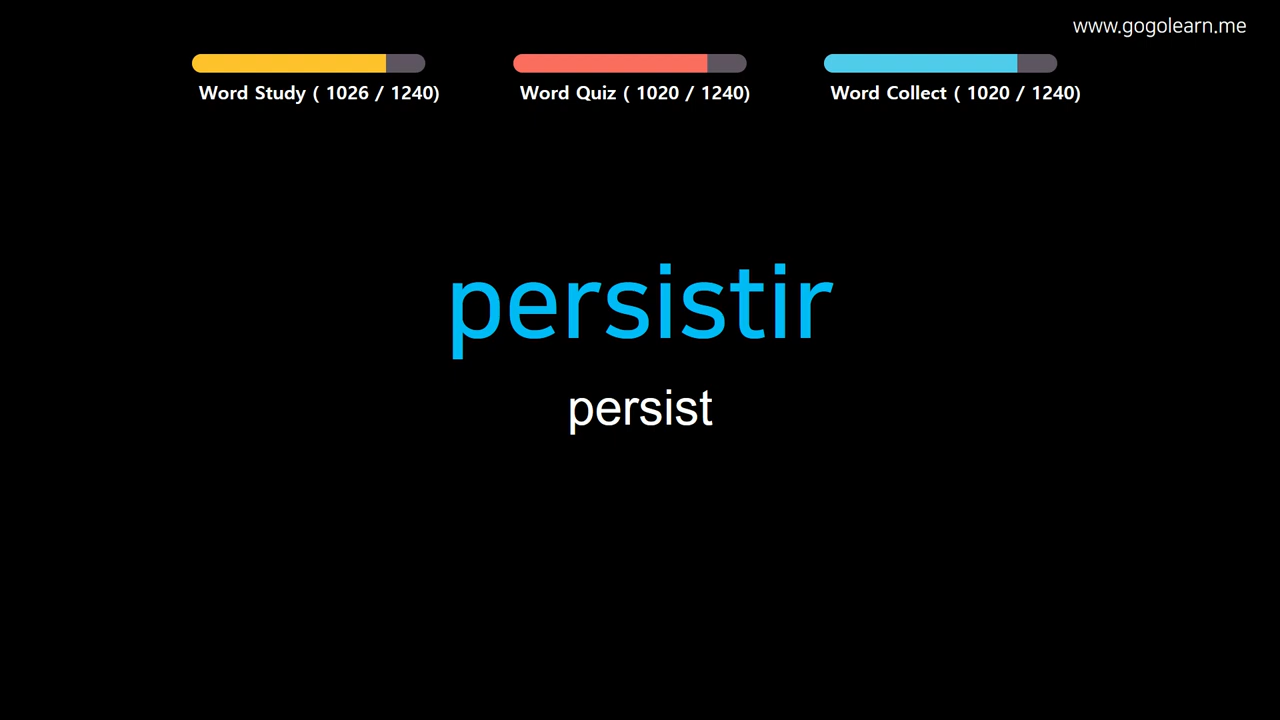 www.gogolearn.me
Word Study ( 1026 / 1240)
Word Quiz ( 1020 / 1240)
Word Collect ( 1020 / 1240)
persistir
persist